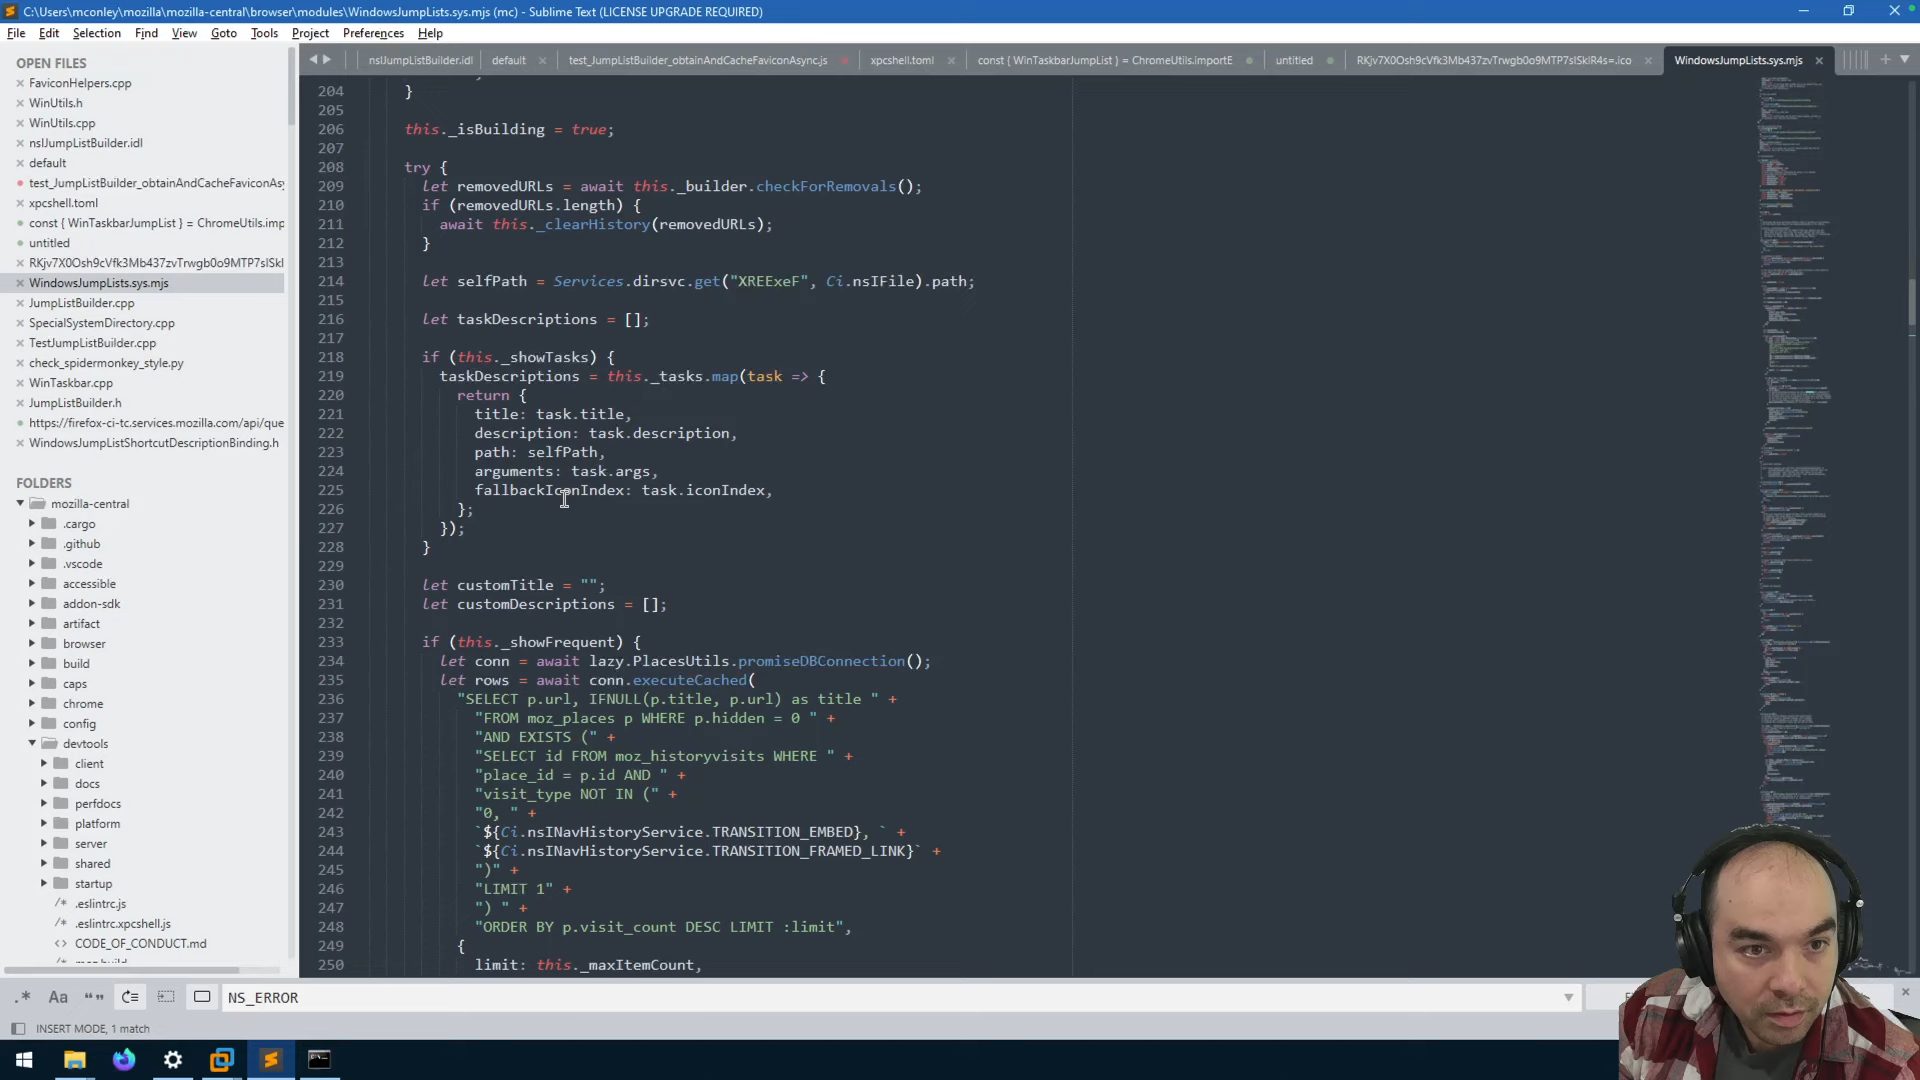 C:\Users\mconley\mozilla\mozilla-central\browser\modules\WindowsJumpLists.sys.mjs (mc) - Sublime Text (LICENSE UPGRADE REQUIRED)
File Edit Selection Find View Goto Tools Project Preferences Help
nsIJumpListBuilder.idl default test_JumpListBuilder_obtainAndCacheFaviconAsync.js xpcshell.toml const { WinTaskbarJumpList } = ChromeUtils.importE untitled WindowsJumpLists.sys.mjs
OPEN FILES
FaviconHelpers.cpp
WinUtils.h
WinUtils.cpp
nsIJumpListBuilder.idl
default
test_JumpListBuilder_obtainAndCacheFaviconAsy
xpcshell.toml
const { WinTaskbarJumpList } = ChromeUtils.imp
untitled
WindowsJumpLists.sys.mjs
JumpListBuilder.cpp
SpecialSystemDirectory.cpp
TestJumpListBuilder.cpp
check_spidermonkey_style.py
WinTaskbar.cpp
JumpListBuilder.h
https://firefox-ci-tc.services.mozilla.com/api/que
WindowsJumpListShortcutDescriptionBinding.h
FOLDERS
mozilla-central
.cargo
.github
.vscode
accessible
addon-sdk
artifact
browser
build
caps
chrome
config
devtools
client
docs
perfdocs
platform
server
shared
startup
/* .eslintrc.js
/* .eslintrc.xpcshell.js
<> CODE_OF_CONDUCT.md
/* moz.build
204 }
205
206 this._isBuilding = true;
207
208 try {
209 let removedURLs = await this._builder.checkForRemovals();
210 if (removedURLs.length) {
211 await this._clearHistory(removedURLs);
212 }
213
214 let selfPath = Services.dirsvc.get("XREExeF", Ci.nsIFile).path;
215
216 let taskDescriptions = [];
217
218 if (this._showTasks) {
219 taskDescriptions = this._tasks.map(task => {
220 return {
221 title: task.title,
222 description: task.description,
223 path: selfPath,
224 arguments: task.args,
225 fallbackIconIndex: task.iconIndex,
226 };
227 });
228 }
229
230 let customTitle = "";
231 let customDescriptions = [];
232
233 if (this._showFrequent) {
234 let conn = await lazy.PlacesUtils.promiseDBConnection();
235 let rows = await conn.executeCached(
236 "SELECT p.url, IFNULL(p.title, p.url) as title " +
237 "FROM moz_places p WHERE p.hidden = 0 " +
238 "AND EXISTS (" +
239 "SELECT id FROM moz_historyvisits WHERE " +
240 "place_id = p.id AND " +
241 "visit_type NOT IN (" +
242 "0, " +
243 `${Ci.nsINavHistoryService.TRANSITION_EMBED}, ` +
244 `${Ci.nsINavHistoryService.TRANSITION_FRAMED_LINK}` +
245 ")" +
246 "LIMIT 1" +
247 ") " +
248 "ORDER BY p.visit_count DESC LIMIT :limit",
249 {
250 limit: this._maxItemCount,
.* Aa “” NS_ERROR
INSERT MODE, 1 match